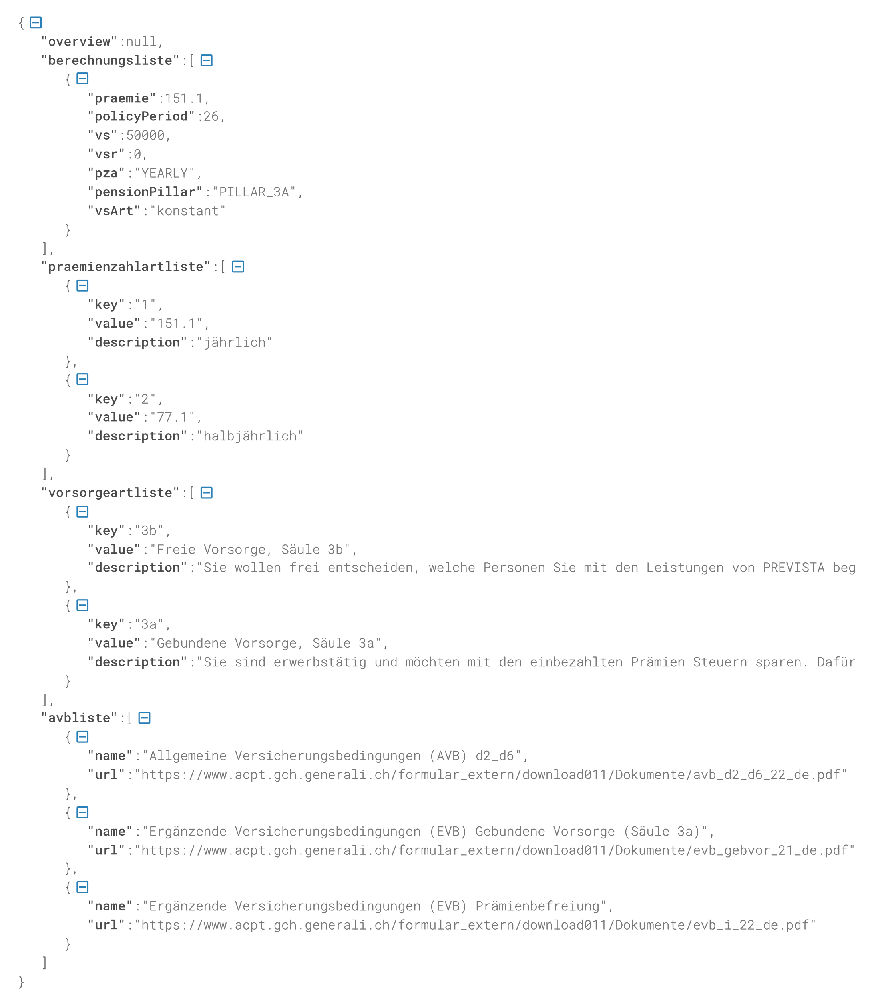 {
"overview":null,
"berechnungsliste":[
{
"praemie":151.1,
"policyPeriod":26,
"vs":50000,
"vsr":0,
"pza":"YEARLY",
"pensionPillar":"PILLAR_3A",
"vsArt":"konstant"
}
],
"praemienzahlartliste":[
{
"key":"1",
"value":"151.1",
"description":"jährlich"
},
{
"key":"2",
"value":"77.1",
"description":"halbjährlich"
}
],
"vorsorgeartliste":[
{
"key":"3b",
"value":"Freie Vorsorge, Säule 3b",
"description":"Sie wollen frei entscheiden, welche Personen Sie mit den Leistungen von PREVISTA beg
},
{
"key":"3a",
"value":"Gebundene Vorsorge, Säule 3a",
"description":"Sie sind erwerbstätig und möchten mit den einbezahlten Prämien Steuern sparen. Dafür
}
],
"avbliste":[
{
"name":"Allgemeine Versicherungsbedingungen (AVB) d2_d6",
"url":"https://www.acpt.gch.generali.ch/formular_extern/download011/Dokumente/avb_d2_d6_22_de.pdf"
},
{
"name":"Ergänzende Versicherungsbedingungen (EVB) Gebundene Vorsorge (Säule 3a)",
"url":"https://www.acpt.gch.generali.ch/formular_extern/download011/Dokumente/evb_gebvor_21_de.pdf"
},
{
"name":"Ergänzende Versicherungsbedingungen (EVB) Prämienbefreiung",
"url":"https://www.acpt.gch.generali.ch/formular_extern/download011/Dokumente/evb_i_22_de.pdf"
}
]
}